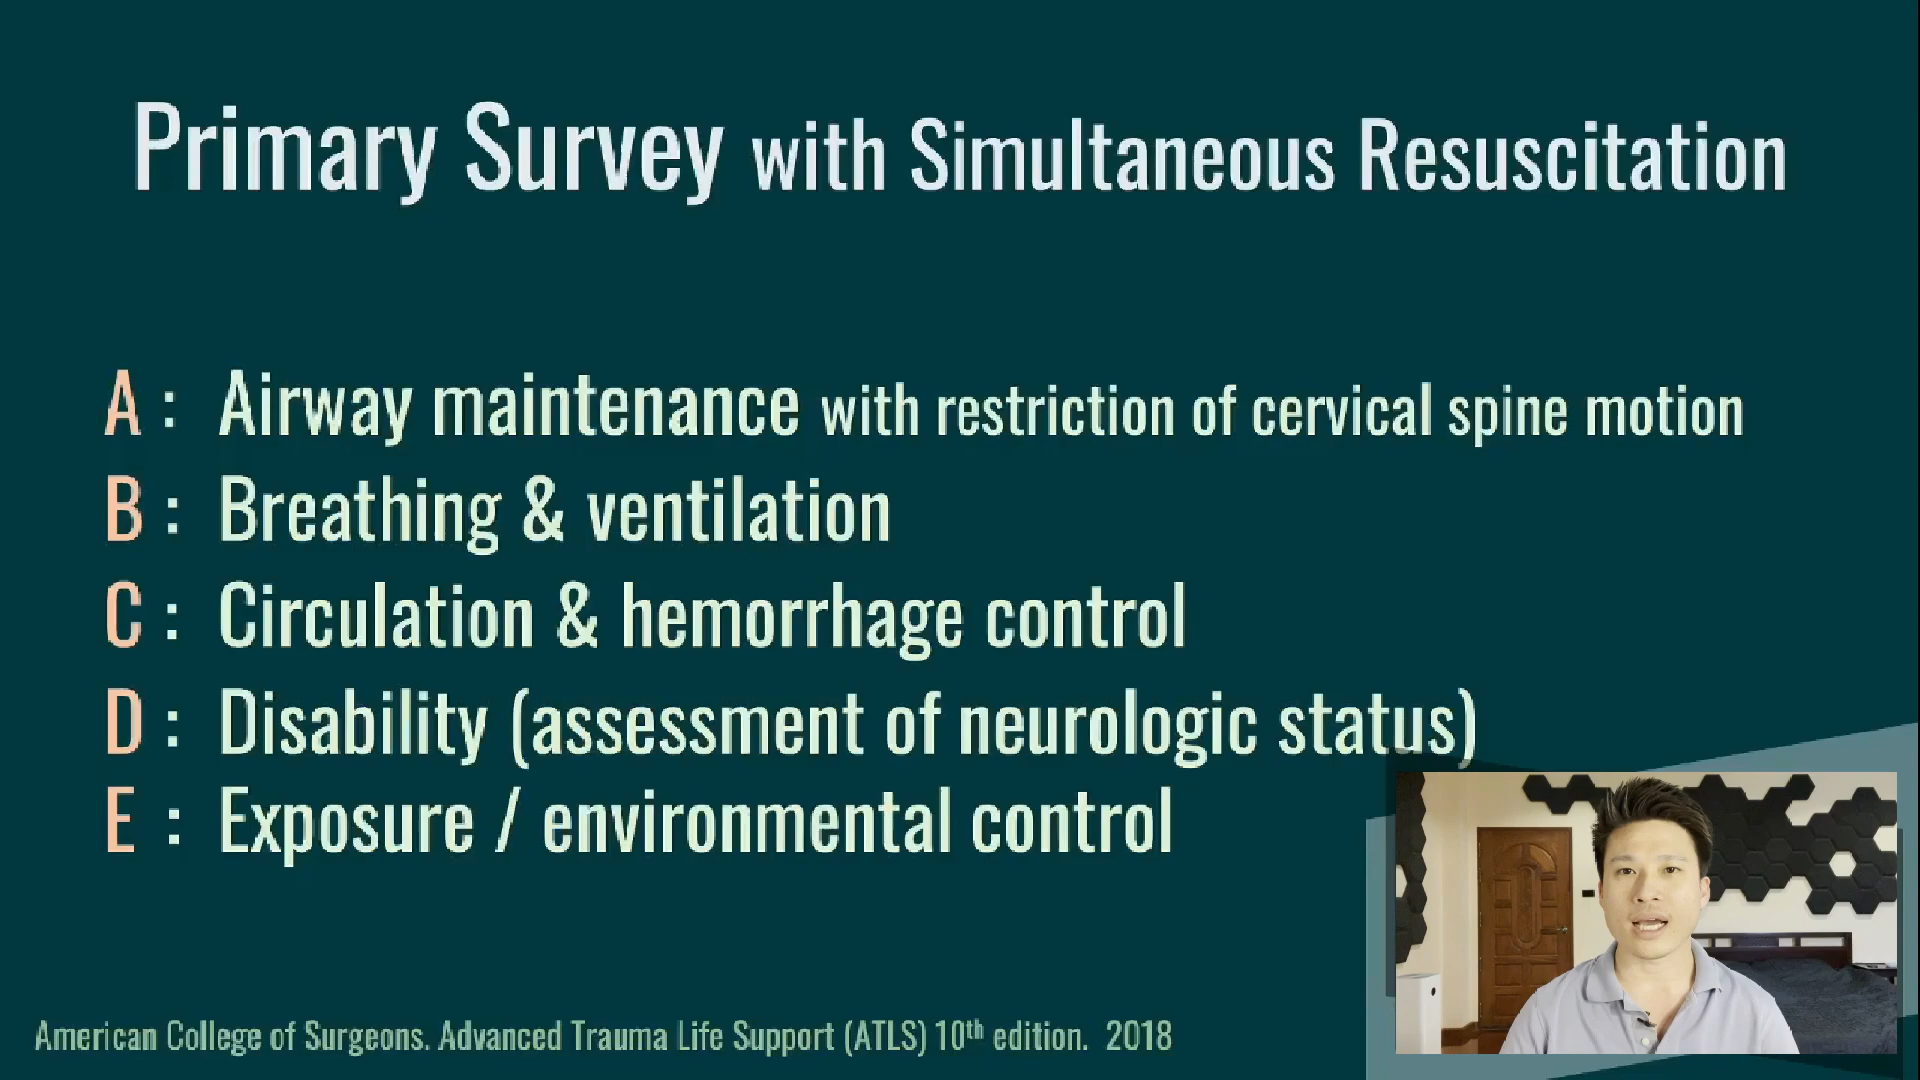 Primary Survey with Simultaneous Resuscitation
A : Airway maintenance with restriction of cervical spine motion
B : Breathing & ventilation
C : Circulation & hemorrhage control
D : Disability (assessment of neurologic status)
E : Exposure / environmental control
American College of Surgeons. Advanced Trauma Life Support (ATLS) 10th edition. 2018